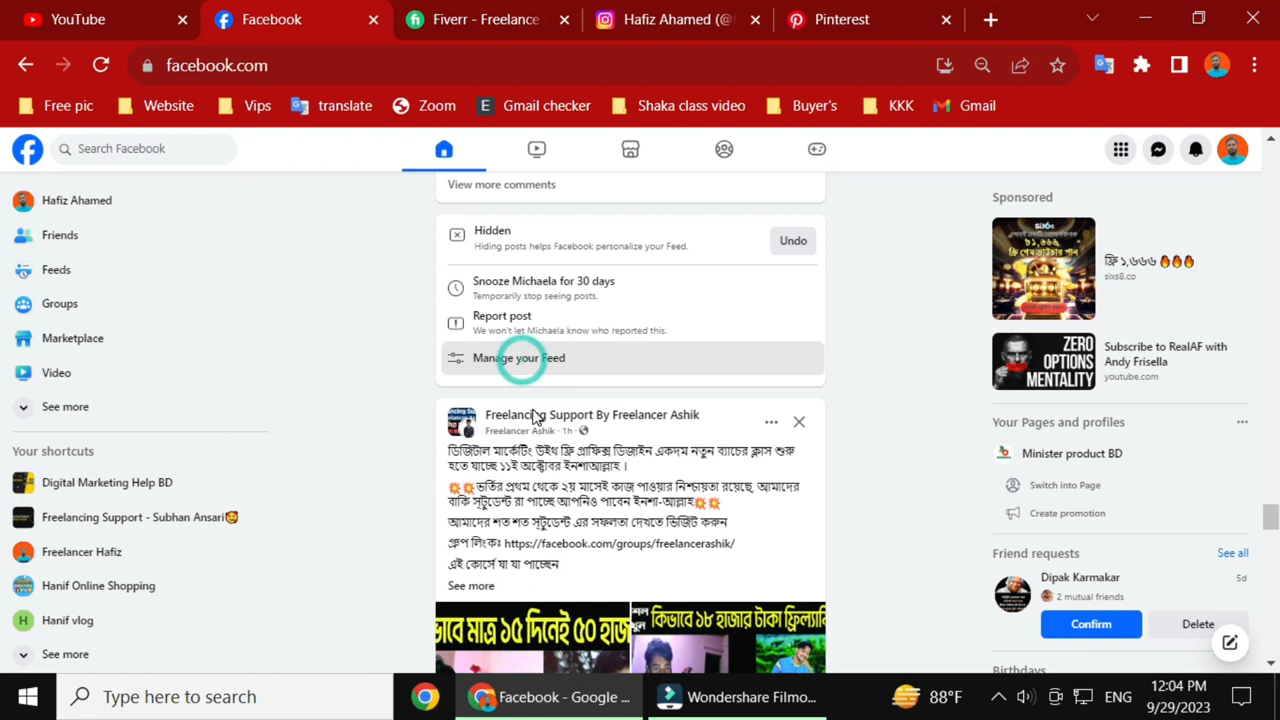 YouTube
Facebook
Fiverr - Freelance
Hafiz Ahamed (@
Pinterest
facebook.com
Free pic
Website
Vips
translate
Zoom
Gmail checker
Shaka class video
Buyer's
KKK
Gmail
Search Facebook
Hafiz Ahamed
Friends
Feeds
Groups
Marketplace
Video
See more
Your shortcuts
Digital Marketing Help BD
Freelancing Support - Subhan Ansari🥰
Freelancer Hafiz
Hanif Online Shopping
H
Hanif vlog
See more
View more comments
Hidden
Hiding posts helps Facebook personalize your Feed.
Undo
Snooze Michaela for 30 days
Temporarily stop seeing posts.
Report post
We won't let Michaela know who reported this.
Manage your Feed
Freelancing Support By Freelancer Ashik
Freelancer Ashik · 1h ·
ডিজিটাল মার্কেটিং উইথ ফ্রি গ্রাফিক্স ডিজাইন একদম নতুন ব্যাচের ক্লাস শুরু
হতে যাচ্ছে ১১ই অক্টোবর ইনশাআল্লাহ ।
💥💥ভর্তির প্রথম থেকে ২য় মাসেই কাজ পাওয়ার নিশ্চয়তা রয়েছে, আমাদের
বাকি স্টুডেন্ট রা পাচ্ছে আপনিও পাবেন ইনশা-আল্লাহ💥💥
আমাদের শত শত স্টুডেন্ট এর সফলতা দেখতে ভিজিট করুন
গ্রুপ লিংকঃ https://facebook.com/groups/freelancerashik/
এই কোর্সে যা যা পাচ্ছেন
See more
ভাবে মাত্র ১৫ দিনেই ৫০ হাজ
কিভাবে ১৮ হাজার টাকা ফ্রিল্যানি
Sponsored
ফ্রি ১,৬৬৬ 🔥🔥🔥
sixs8.co
৳১,৬৬৬
ZERO
OPTIONS
MENTALITY
Subscribe to RealAF with
Andy Frisella
youtube.com
Your Pages and profiles
Minister product BD
Switch into Page
Create promotion
Friend requests
See all
Dipak Karmakar
5d
2 mutual friends
Confirm
Delete
Birthdays
Type here to search
Facebook - Google ...
Wondershare Filmo...
88°F
ENG
12:04 PM
9/29/2023